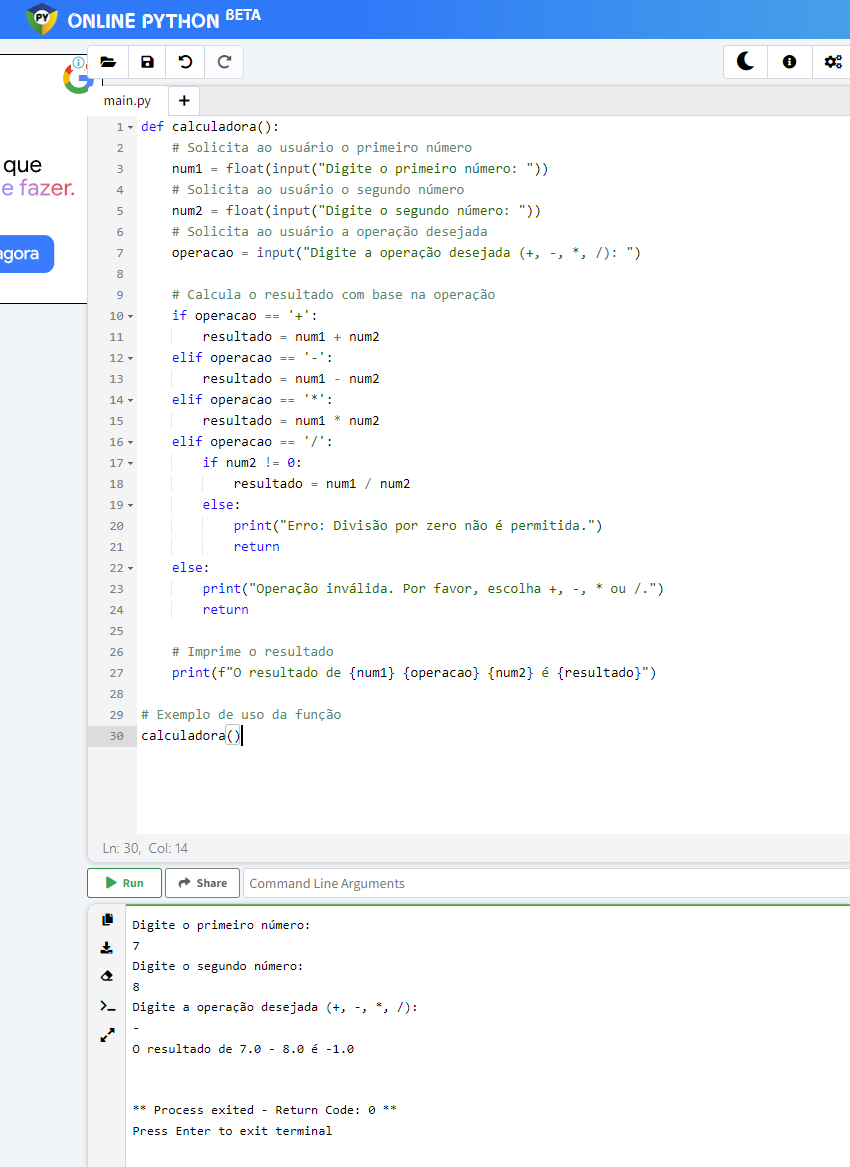 PY ONLINE PYTHON BETA
main.py +
que
e fazer.
agora
1 def calculadora():
2     # Solicita ao usuário o primeiro número
3     num1 = float(input("Digite o primeiro número: "))
4     # Solicita ao usuário o segundo número
5     num2 = float(input("Digite o segundo número: "))
6     # Solicita ao usuário a operação desejada
7     operacao = input("Digite a operação desejada (+, -, *, /): ")
8
9     # Calcula o resultado com base na operação
10     if operacao == '+':
11         resultado = num1 + num2
12     elif operacao == '-':
13         resultado = num1 - num2
14     elif operacao == '*':
15         resultado = num1 * num2
16     elif operacao == '/':
17         if num2 != 0:
18             resultado = num1 / num2
19         else:
20             print("Erro: Divisão por zero não é permitida.")
21             return
22     else:
23         print("Operação inválida. Por favor, escolha +, -, * ou /.")
24         return
25
26     # Imprime o resultado
27     print(f"O resultado de {num1} {operacao} {num2} é {resultado}")
28
29 # Exemplo de uso da função
30 calculadora()
Ln: 30, Col: 14
Run Share Command Line Arguments
Digite o primeiro número:
7
Digite o segundo número:
8
Digite a operação desejada (+, -, *, /):
-
O resultado de 7.0 - 8.0 é -1.0
** Process exited - Return Code: 0 **
Press Enter to exit terminal